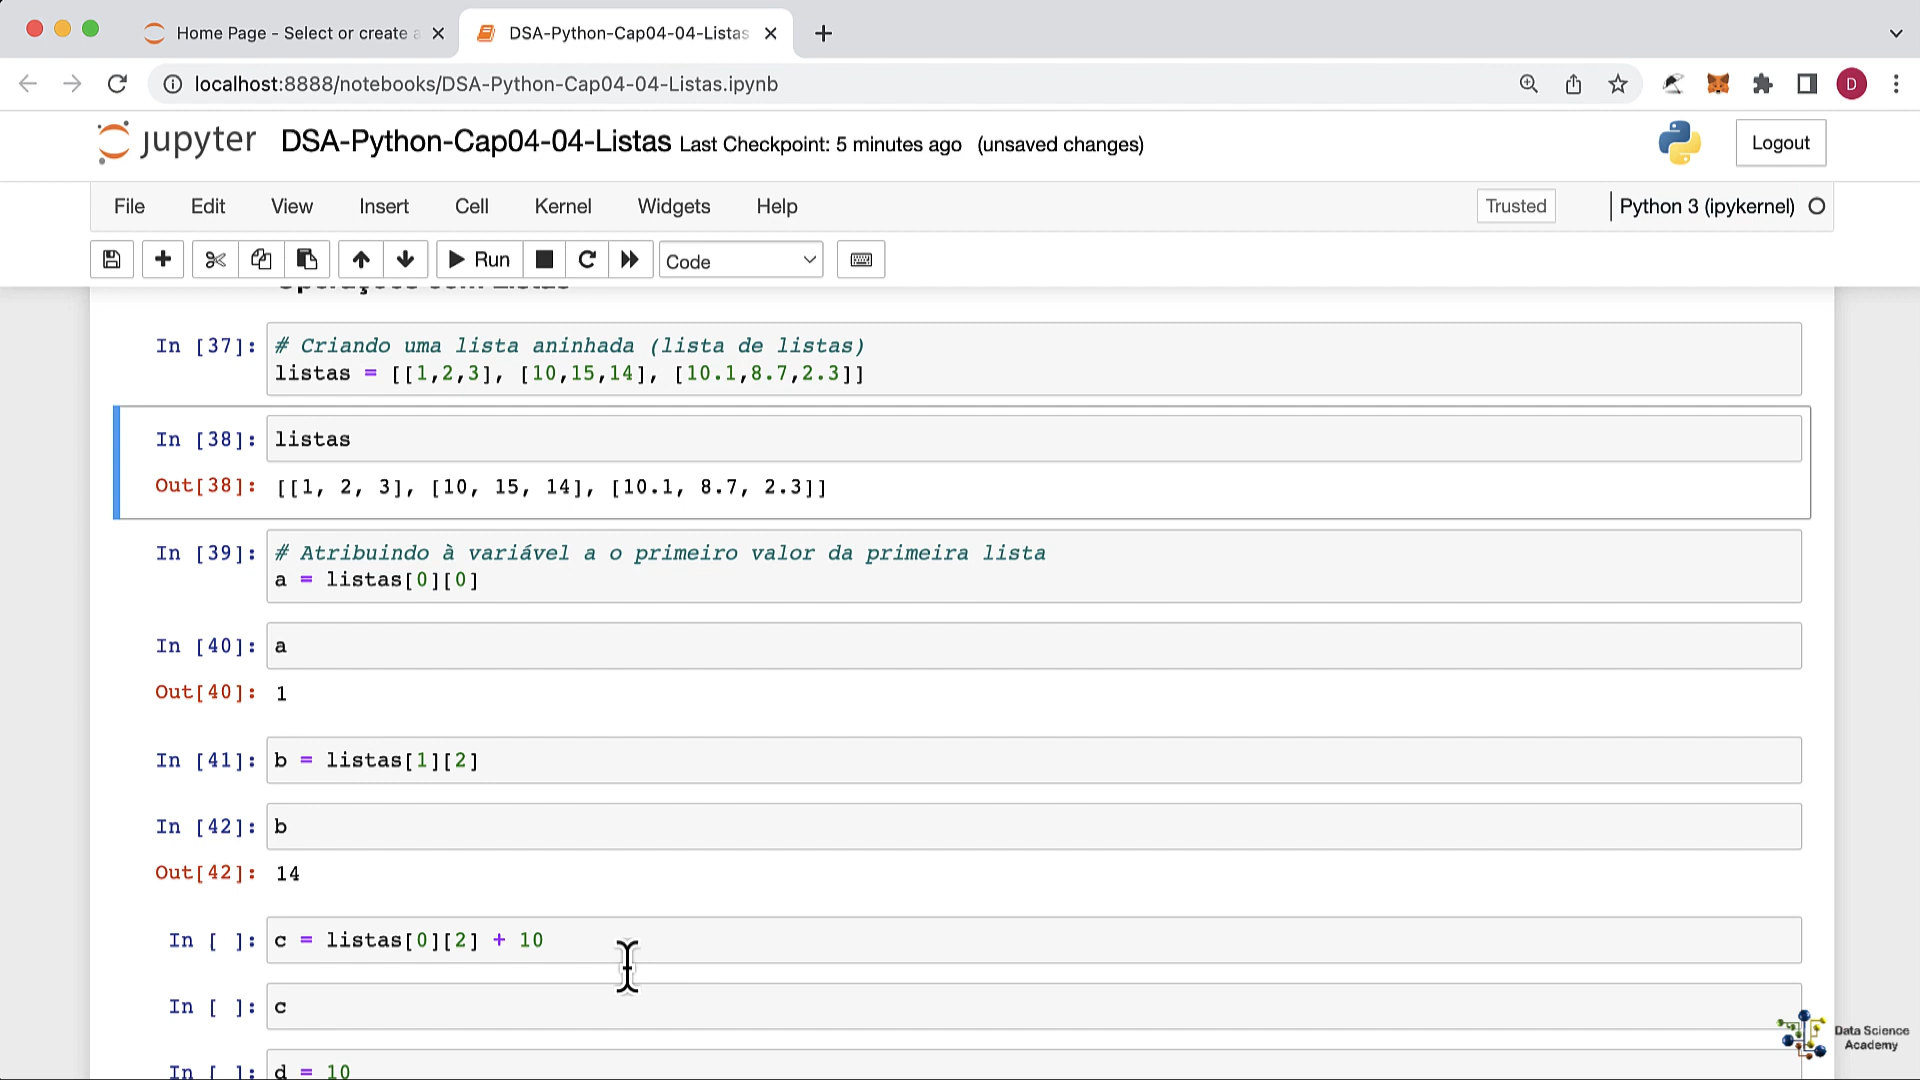 Home Page - Select or create a
DSA-Python-Cap04-04-Listas
localhost:8888/notebooks/DSA-Python-Cap04-04-Listas.ipynb
D
jupyter DSA-Python-Cap04-04-Listas Last Checkpoint: 5 minutes ago (unsaved changes)
Logout
File Edit View Insert Cell Kernel Widgets Help
Trusted
Python 3 (ipykernel)
Run
Code
In [37]: # Criando uma lista aninhada (lista de listas)
listas = [[1,2,3], [10,15,14], [10.1,8.7,2.3]]
In [38]: listas
Out[38]: [[1, 2, 3], [10, 15, 14], [10.1, 8.7, 2.3]]
In [39]: # Atribuindo à variável a o primeiro valor da primeira lista
a = listas[0][0]
In [40]: a
Out[40]: 1
In [41]: b = listas[1][2]
In [42]: b
Out[42]: 14
In [ ]: c = listas[0][2] + 10
In [ ]: c
In [ ]: d = 10
Data Science
Academy